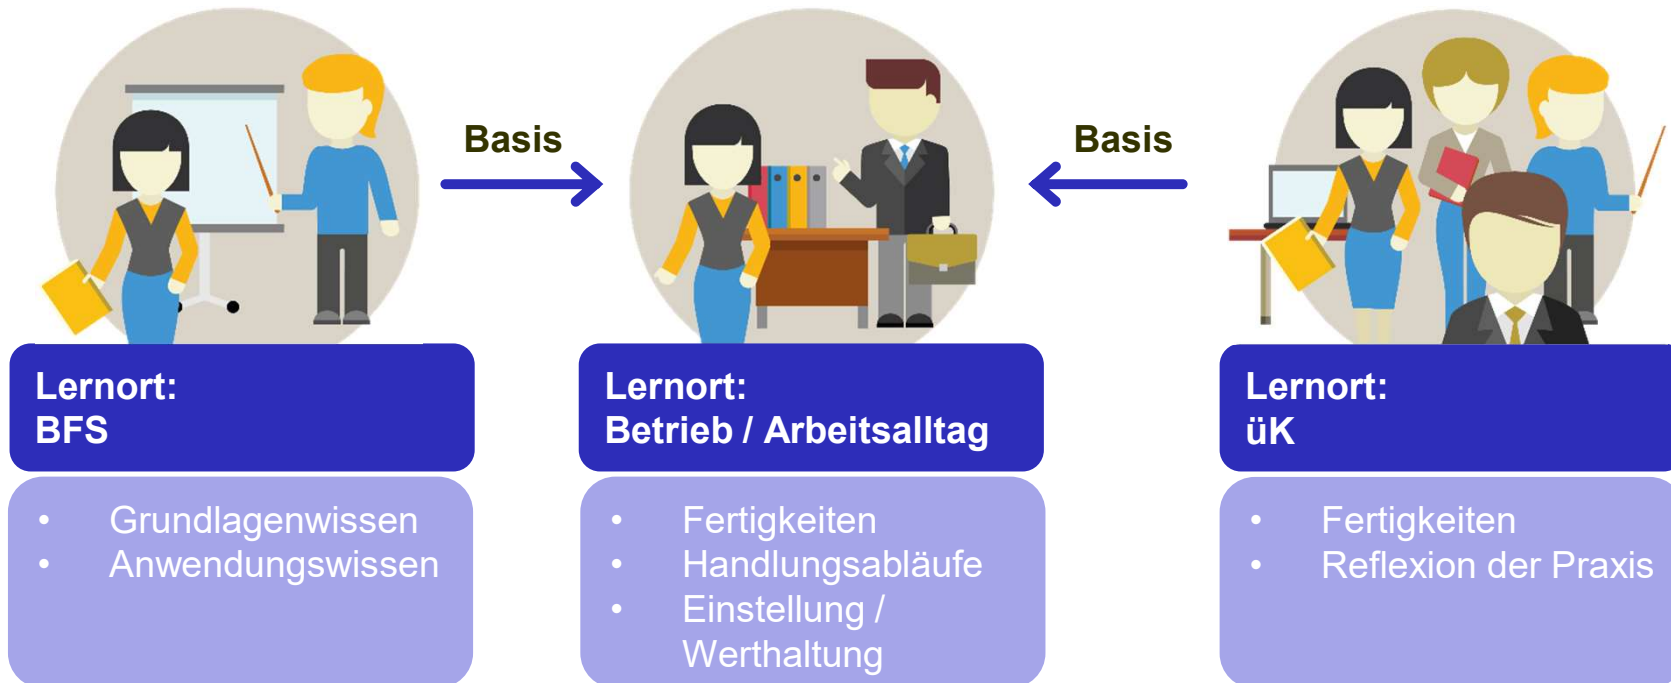 Basis
Basis
Lernort:
BFS
• Grundlagenwissen
• Anwendungswissen
Lernort:
Betrieb / Arbeitsalltag
• Fertigkeiten
• Handlungsabläufe
• Einstellung /
Werthaltung
Lernort:
üK
• Fertigkeiten
• Reflexion der Praxis